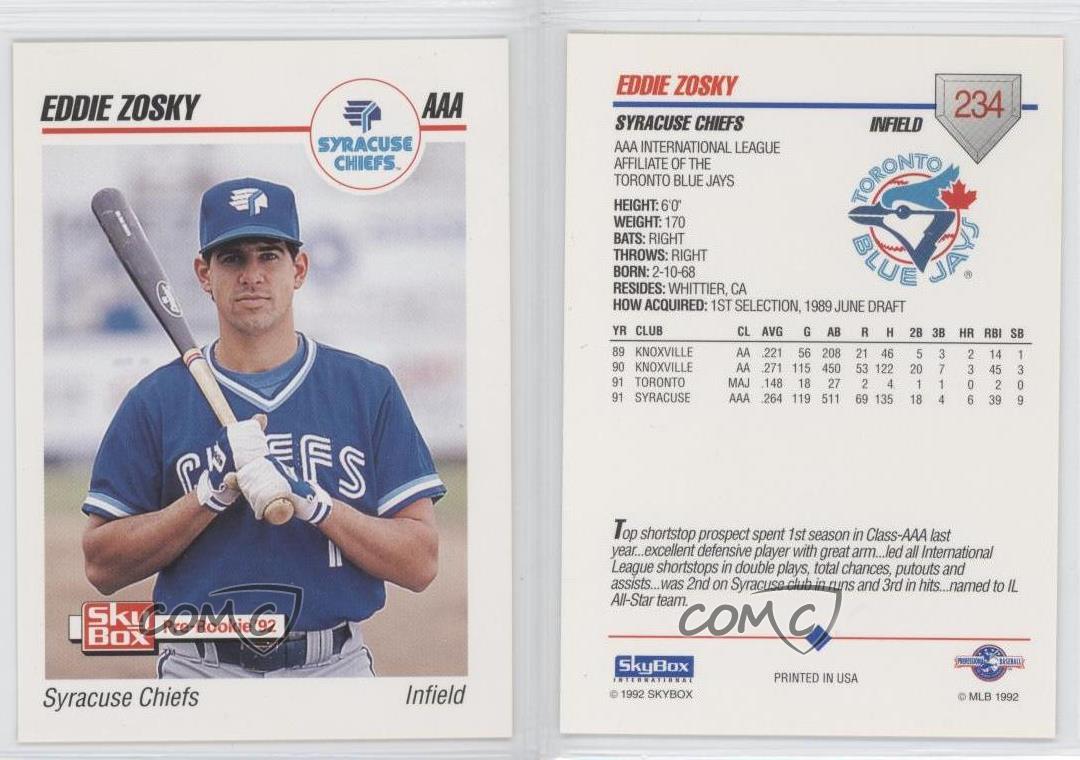 EDDIE ZOSKY
AAA
SYRACUSE
CHIEFS™
CHIEFS
Sky
Box
Pro-Rookie '92
™
COMC
Syracuse Chiefs
Infield
EDDIE ZOSKY
234
SYRACUSE CHIEFS
INFIELD
AAA INTERNATIONAL LEAGUE
AFFILIATE OF THE
TORONTO BLUE JAYS
TORONTO
BLUE JAYS
®
HEIGHT: 6'0"
WEIGHT: 170
BATS: RIGHT
THROWS: RIGHT
BORN: 2-10-68
RESIDES: WHITTIER, CA
HOW ACQUIRED: 1ST SELECTION, 1989 JUNE DRAFT
YR CLUB CL AVG G AB R H 2B 3B HR RBI SB
89 KNOXVILLE AA .221 56 208 21 46 5 3 2 14 1
90 KNOXVILLE AA .271 115 450 53 122 20 7 3 45 3
91 TORONTO MAJ .148 18 27 2 4 1 1 0 2 0
91 SYRACUSE AAA .264 119 511 69 135 18 4 6 39 9
Top shortstop prospect spent 1st season in Class-AAA last
year...excellent defensive player with great arm...led all International
League shortstops in double plays, total chances, putouts and
assists...was 2nd on Syracuse club in runs and 3rd in hits...named to IL
All-Star team.
COMC
SkyBox
INTERNATIONAL
© 1992 SKYBOX
PRINTED IN USA
PROFESSIONAL BASEBALL
© MLB 1992